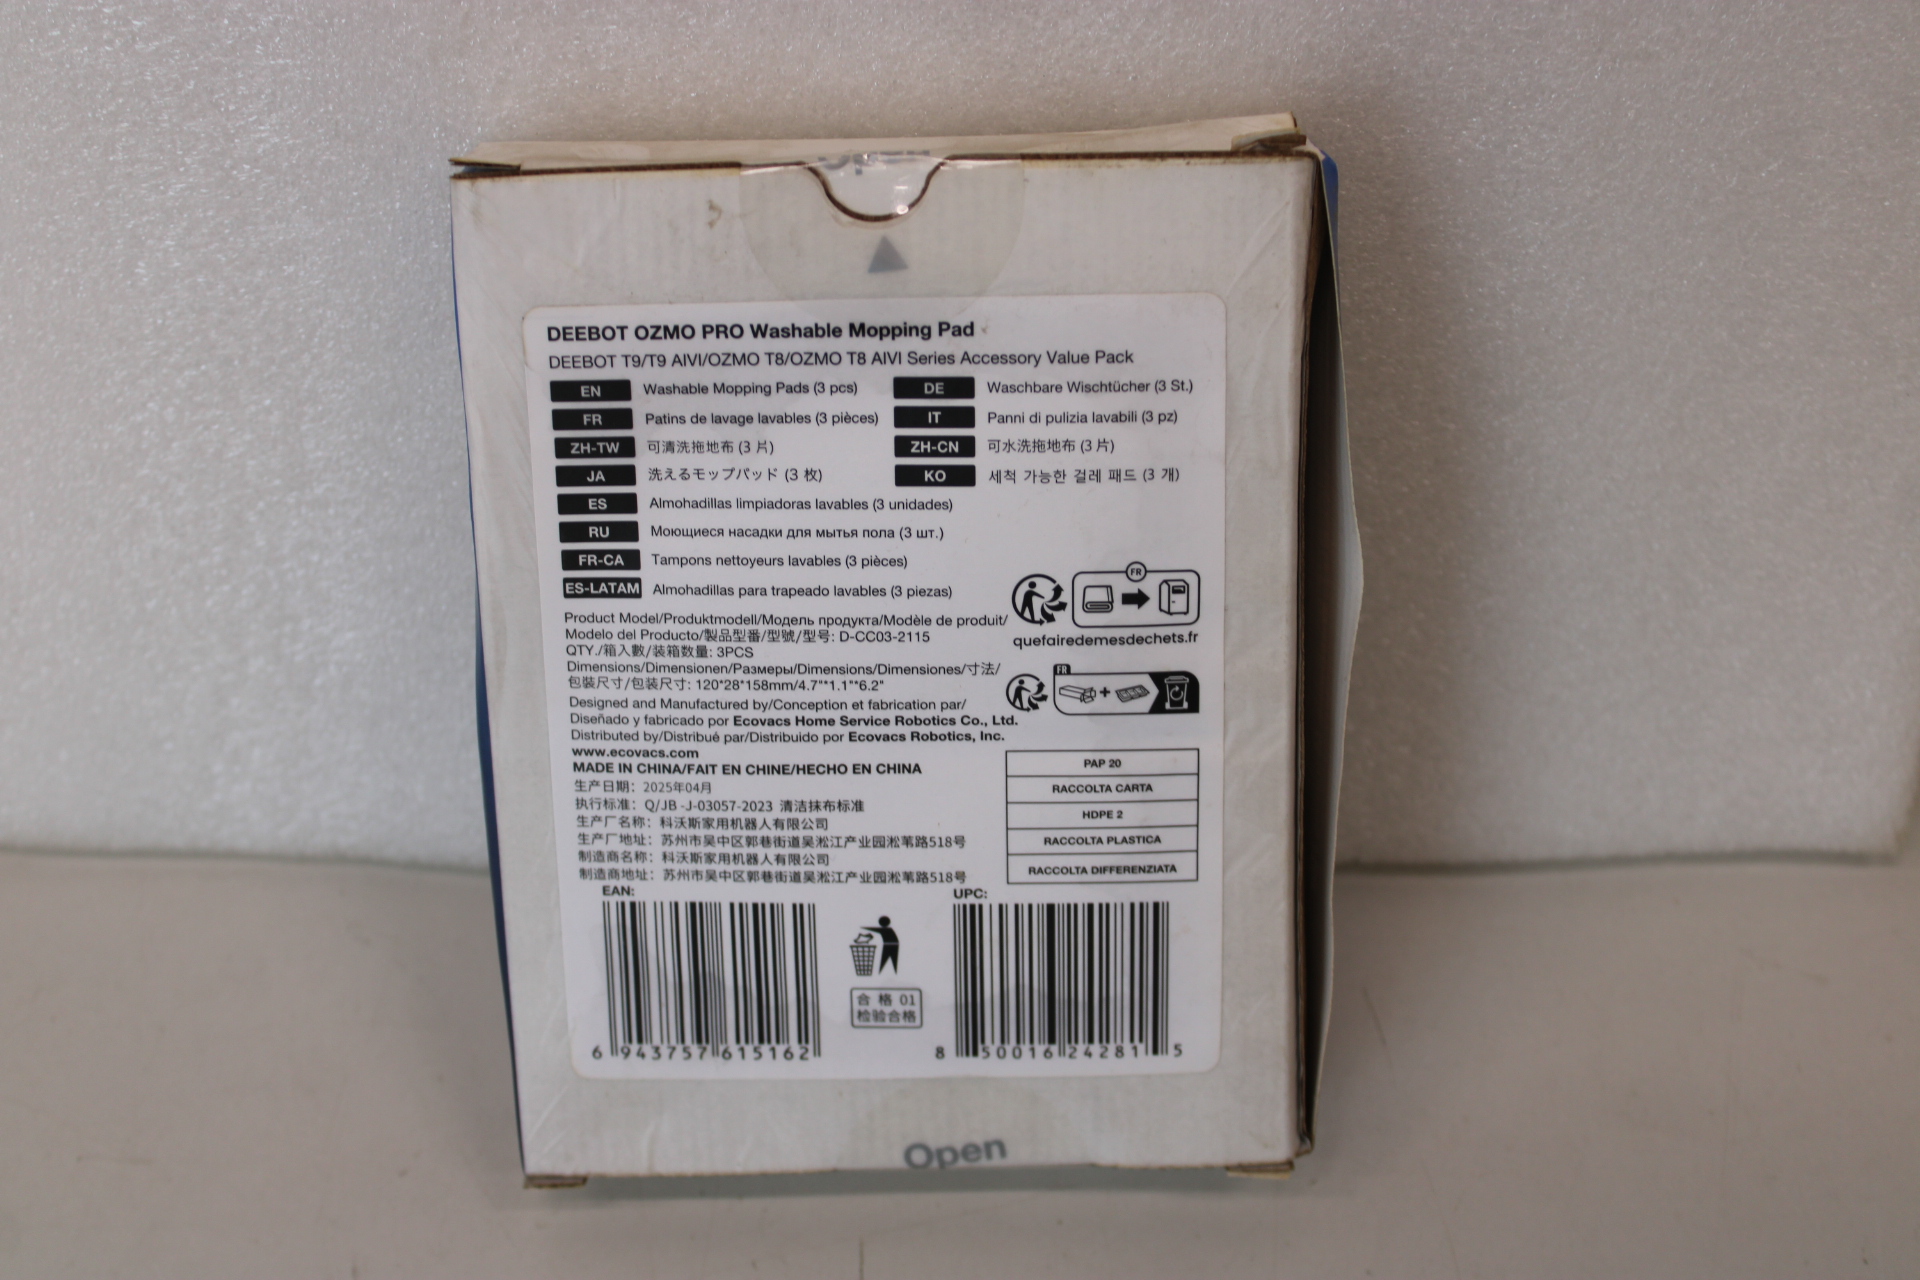 Open
DEEBOT OZMO PRO Washable Mopping Pad
DEEBOT T9/T9 AIVI/OZMO T8/OZMO T8 AIVI Series Accessory Value Pack
EN Washable Mopping Pads (3 pcs) DE Waschbare Wischtücher (3 St.)
FR Patins de lavage lavables (3 pièces) IT Panni di pulizia lavabili (3 pz)
ZH-TW 可清洗拖地布 (3 片) ZH-CN 可水洗拖地布 (3 片)
JA 洗えるモップパッド (3 枚) KO 세척 가능한 걸레 패드 (3 개)
ES Almohadillas limpiadoras lavables (3 unidades)
RU Моющиеся насадки для мытья пола (3 шт.)
FR-CA Tampons nettoyeurs lavables (3 pièces)
ES-LATAM Almohadillas para trapeado lavables (3 piezas)
FR
quefairedemesdechets.fr
Product Model/Produktmodell/Модель продукта/Modèle de produit/
Modelo del Producto/製品型番/型號/型号: D-CC03-2115
QTY./箱入數/装箱数量: 3PCS
Dimensions/Dimensionen/Размеры/Dimensions/Dimensiones/寸法/
包裝尺寸/包装尺寸: 120*28*158mm/4.7"*1.1"*6.2"
FR
Designed and Manufactured by/Conception et fabrication par/
Diseñado y fabricado por Ecovacs Home Service Robotics Co., Ltd.
Distributed by/Distribué par/Distribuido por Ecovacs Robotics, Inc.
www.ecovacs.com
MADE IN CHINA/FAIT EN CHINE/HECHO EN CHINA
生产日期: 2025年04月
执行标准: Q/JB -J-03057-2023 清洁抹布标准
生产厂名称: 科沃斯家用机器人有限公司
生产厂地址: 苏州市吴中区郭巷街道吴淞江产业园淞苇路518号
制造商名称: 科沃斯家用机器人有限公司
制造商地址: 苏州市吴中区郭巷街道吴淞江产业园淞苇路518号
PAP 20
RACCOLTA CARTA
HDPE 2
RACCOLTA PLASTICA
RACCOLTA DIFFERENZIATA
EAN:
6 943757 615162
合 格 01
检验合格
UPC:
8 50016 24281 5
Open